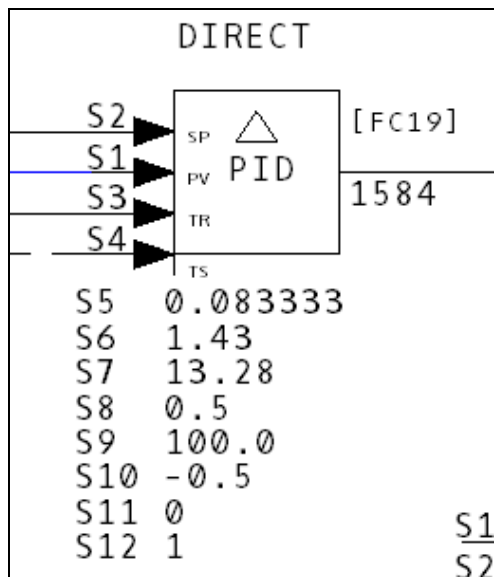 DIRECT
S2 SP [FC19]
S1 PV PID
S3 TR 1584
S4 TS
S5 0.083333
S6 1.43
S7 13.28
S8 0.5
S9 100.0
S10 -0.5
S11 0
S12 1
S1
S2